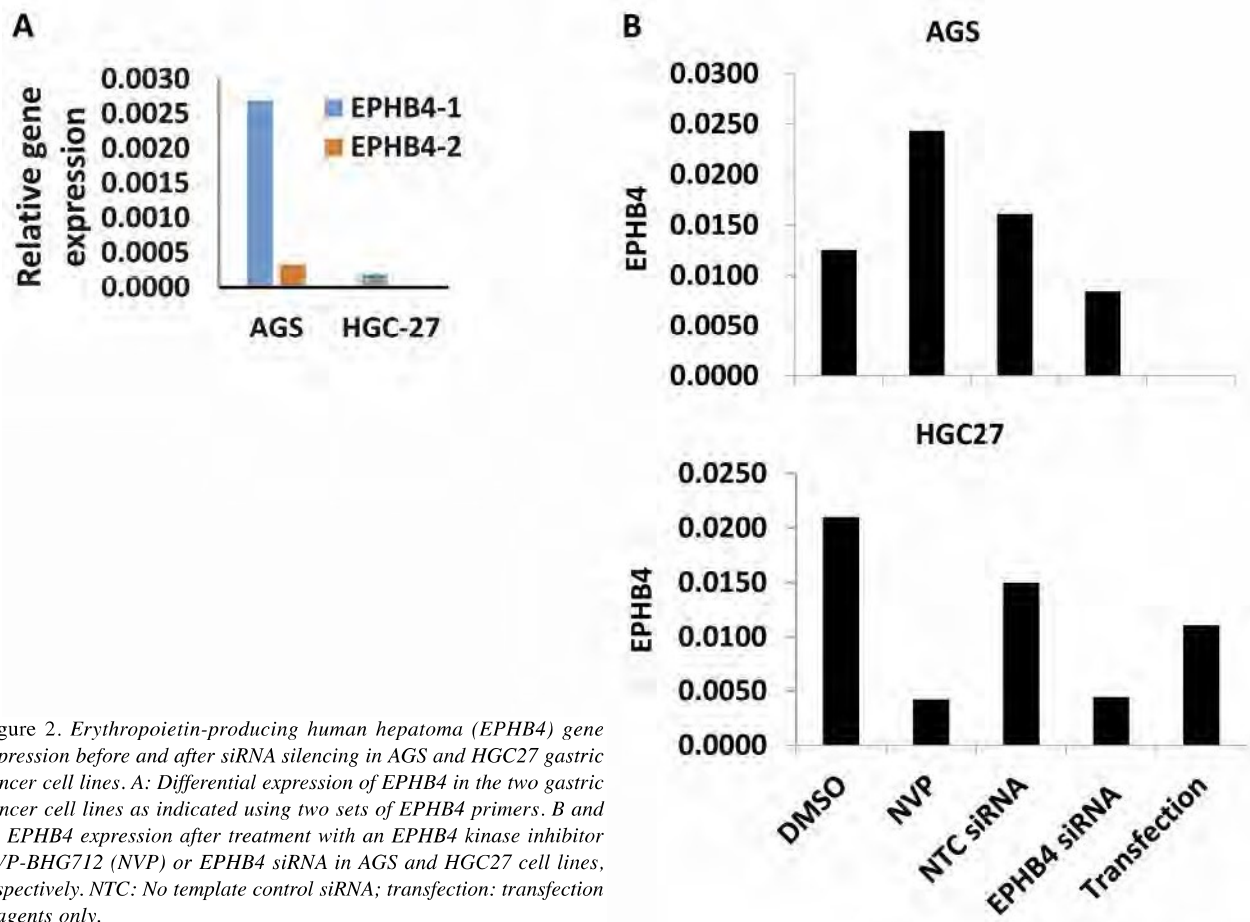 A
Relative gene
expression
0.0030
0.0025
0.0020
0.0015
0.0010
0.0005
0.0000
EPHB4-1
EPHB4-2
AGS HGC-27
B
AGS
EPHB4
0.0300
0.0250
0.0200
0.0150
0.0100
0.0050
0.0000
HGC27
EPHB4
0.0250
0.0200
0.0150
0.0100
0.0050
0.0000
DMSO
NVP
NTC siRNA
EPHB4 siRNA
Transfection
gure 2. Erythropoietin-producing human hepatoma (EPHB4) gene
pression before and after siRNA silencing in AGS and HGC27 gastric
ncer cell lines. A: Differential expression of EPHB4 in the two gastric
ncer cell lines as indicated using two sets of EPHB4 primers. B and
EPHB4 expression after treatment with an EPHB4 kinase inhibitor
VP-BHG712 (NVP) or EPHB4 siRNA in AGS and HGC27 cell lines,
spectively. NTC: No template control siRNA; transfection: transfection
agents only.